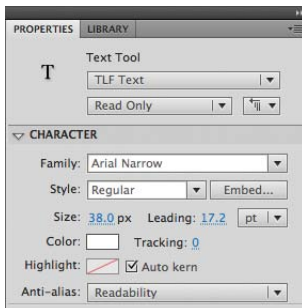 PROPERTIES LIBRARY
Text Tool
T
TLF Text
Read Only
CHARACTER
Family: Arial Narrow
Style: Regular Embed...
Size: 38.0 px Leading: 17.2 pt
Color: Tracking: 0
Highlight: Auto kern
Anti-alias: Readability